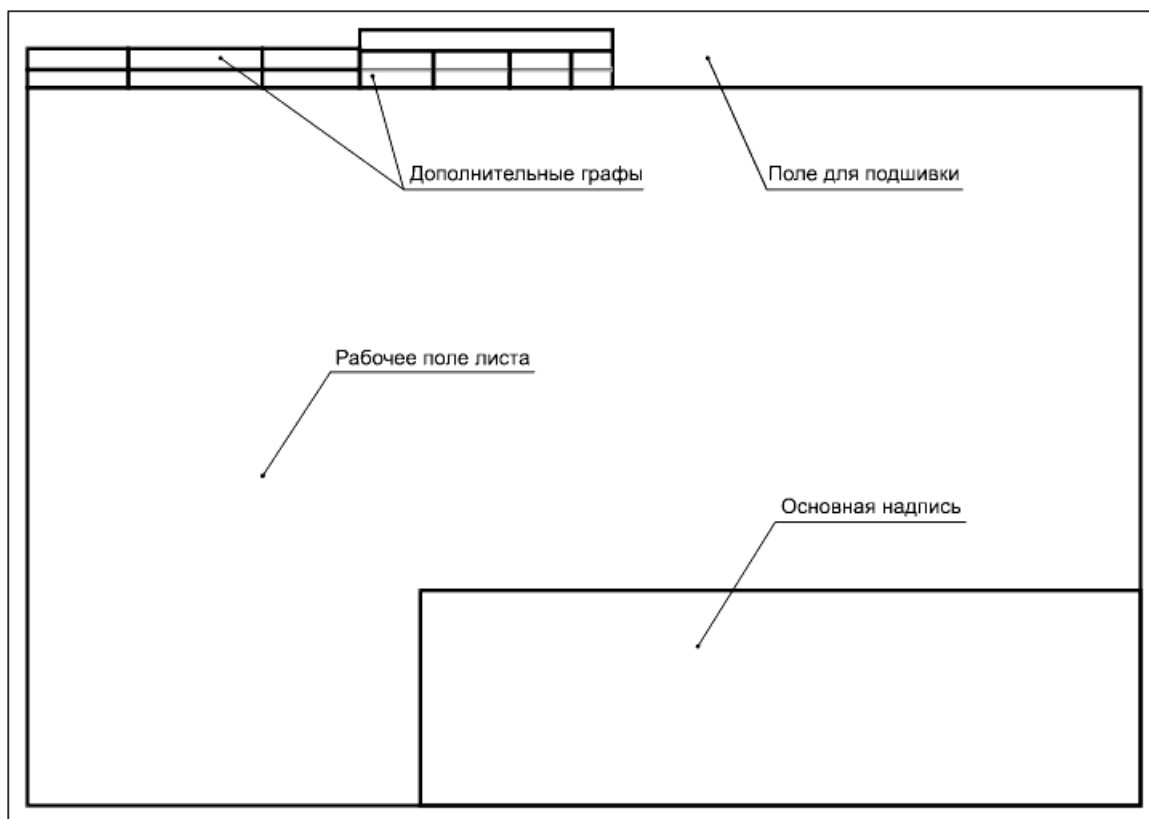 Дополнительные графы
Поле для подшивки
Рабочее поле листа
Основная надпись